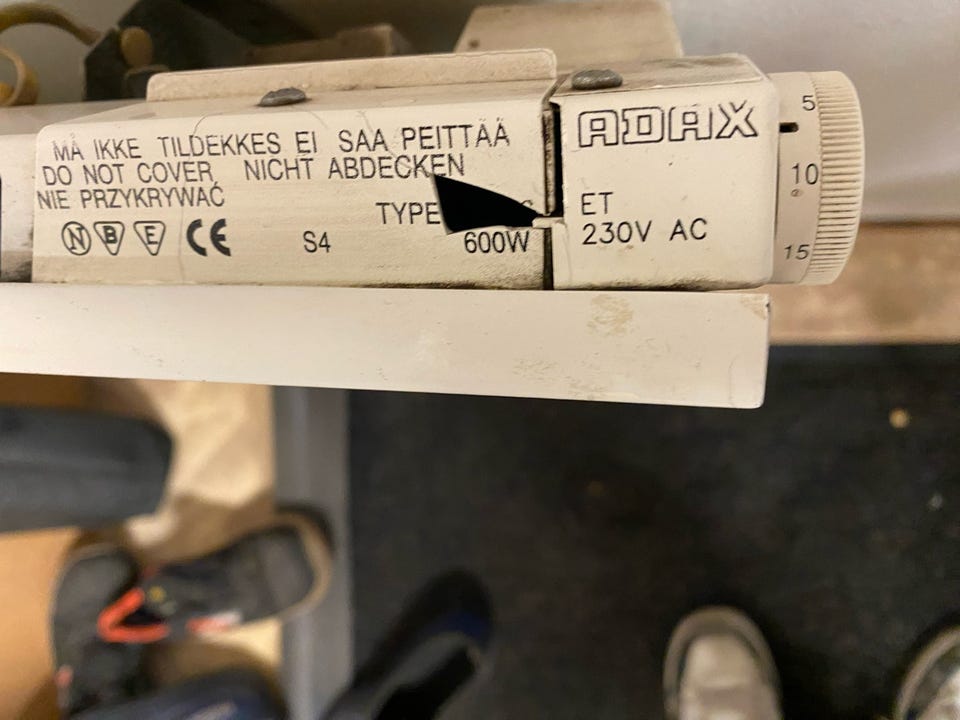 MÅ IKKE TILDEKKES EI SAA PEITTÄÄ
DO NOT COVER NICHT ABDECKEN
NIE PRZYKRYWAĆ
TYPE
N B E CE S4 600W
ADAX
ET
230V AC
5
10
15